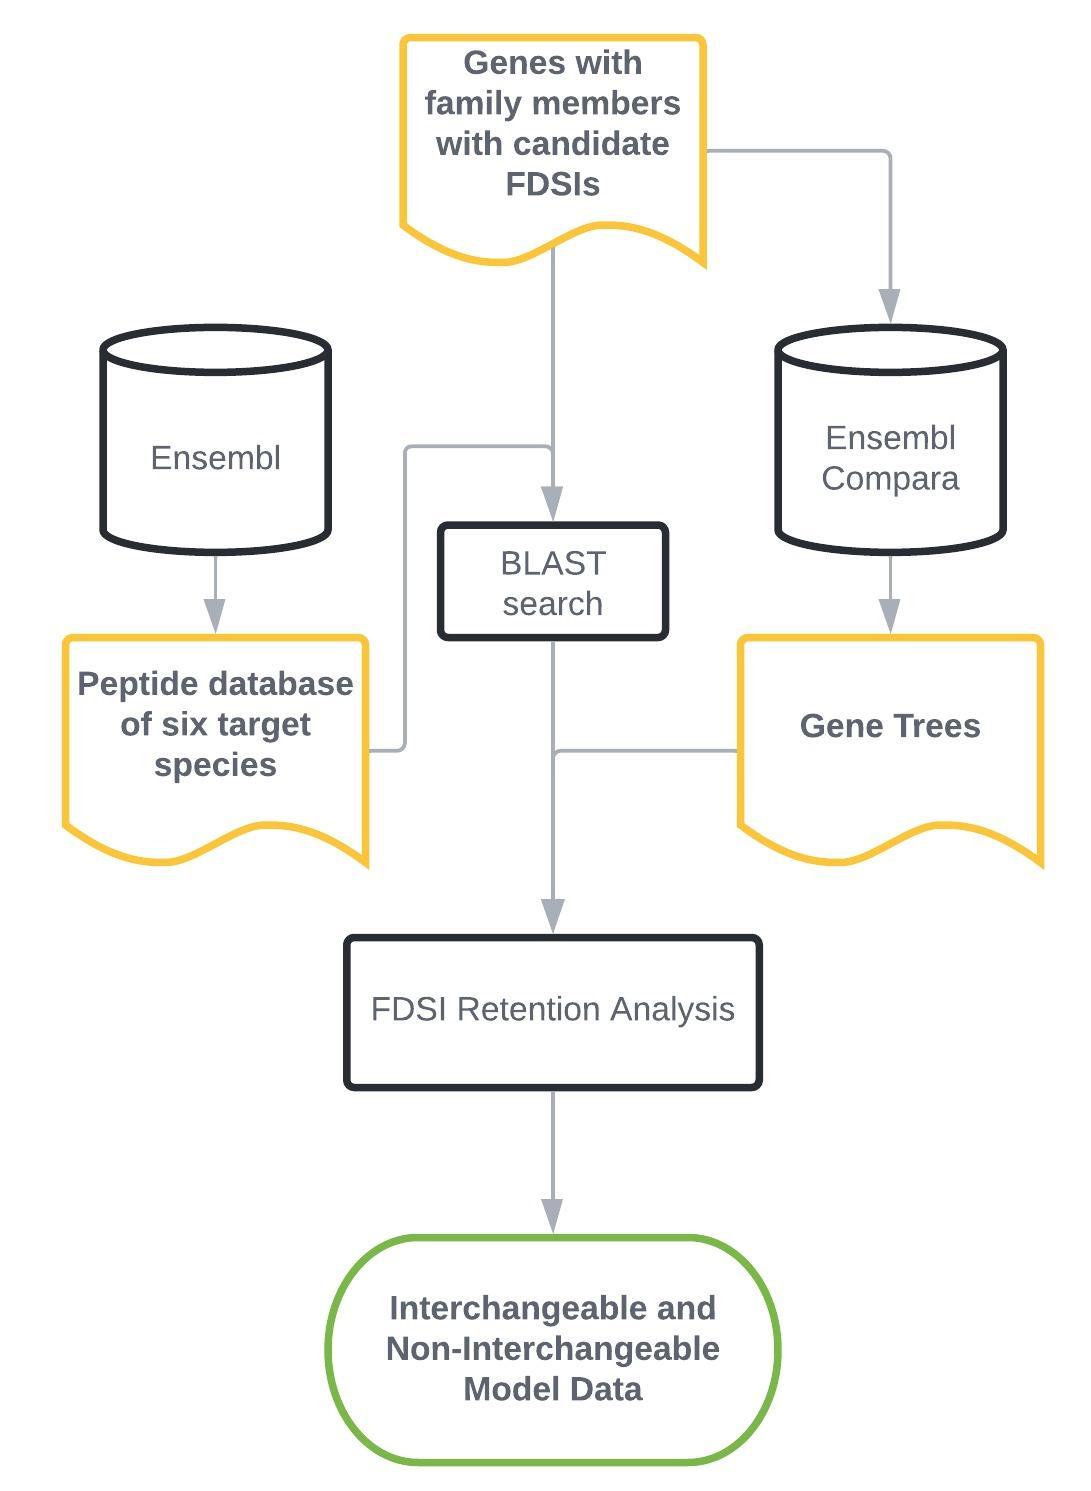 Genes with
family members
with candidate
FDSIs
Ensembl
Ensembl
Compara
BLAST
search
Peptide database
of six target
species
Gene Trees
FDSI Retention Analysis
Interchangeable and
Non-Interchangeable
Model Data